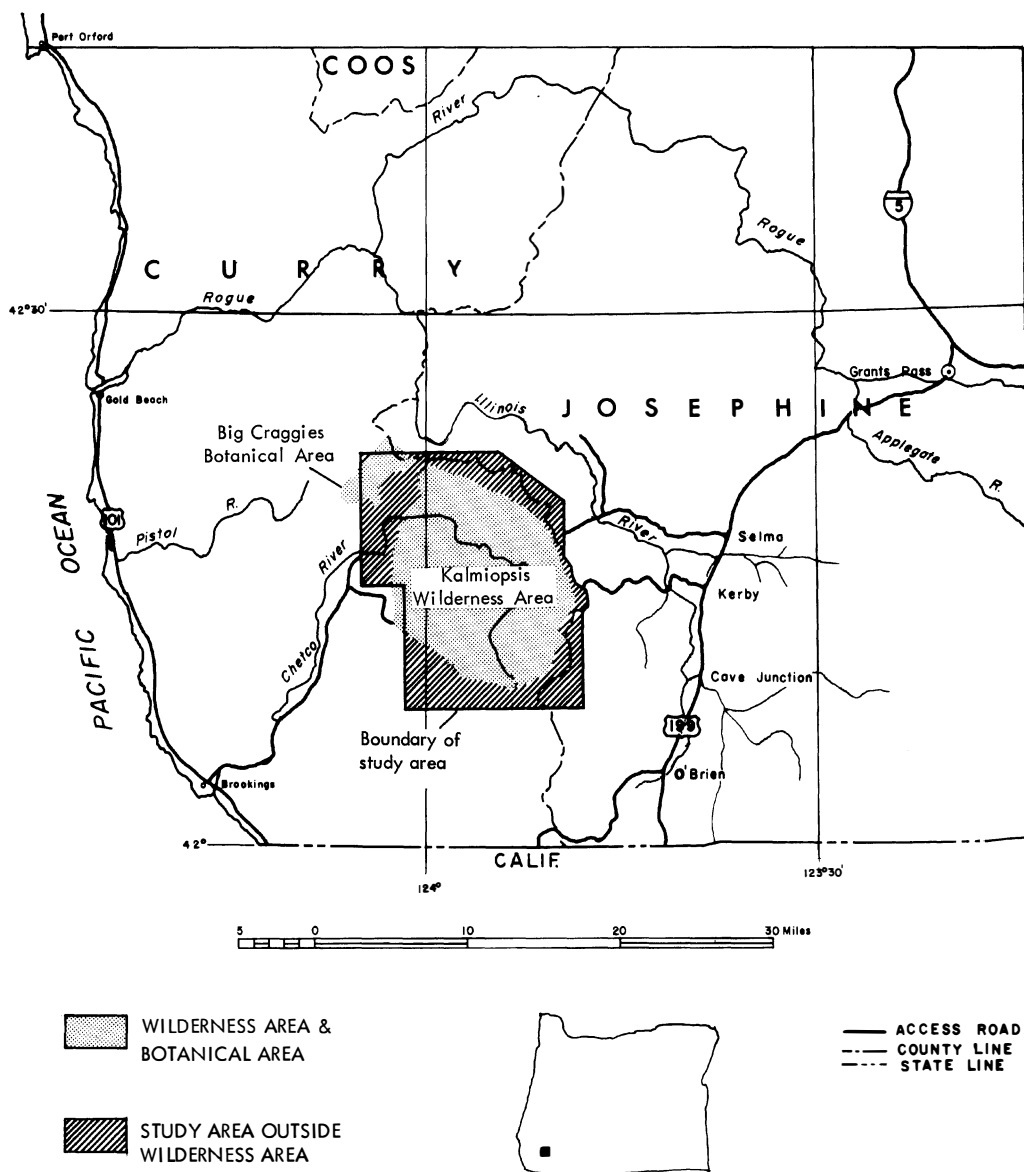 Port Orford
COOS
River
5
Rogue
CURRY
Rogue
42°30'
Grants Pass
Gold Beach
Illinois
JOSEPHINE
Big Craggies
Botanical Area
Applegate
R.
PACIFIC OCEAN
101
Pistol
R.
River
River
Selma
Kalmiopsis
Wilderness Area
Kerby
Chetco
Cave Junction
199
Boundary of
study area
O'Brien
Brookings
42°
CALIF.
124°
123°30'
5 0 10 20 30 Miles
WILDERNESS AREA &
BOTANICAL AREA
ACCESS ROAD
COUNTY LINE
STATE LINE
STUDY AREA OUTSIDE
WILDERNESS AREA